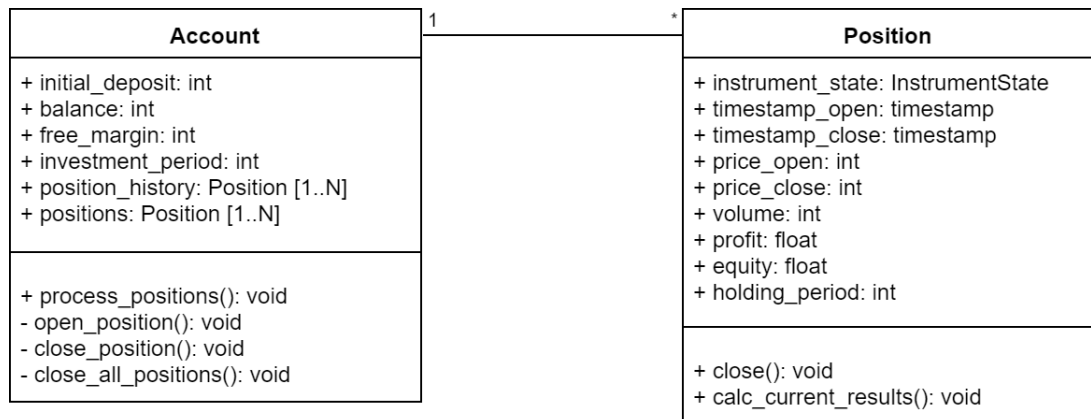 Account
+ initial_deposit: int
+ balance: int
+ free_margin: int
+ investment_period: int
+ position_history: Position [1..N]
+ positions: Position [1..N]
+ process_positions(): void
- open_position(): void
- close_position(): void
- close_all_positions(): void
1
*
Position
+ instrument_state: InstrumentState
+ timestamp_open: timestamp
+ timestamp_close: timestamp
+ price_open: int
+ price_close: int
+ volume: int
+ profit: float
+ equity: float
+ holding_period: int
+ close(): void
+ calc_current_results(): void